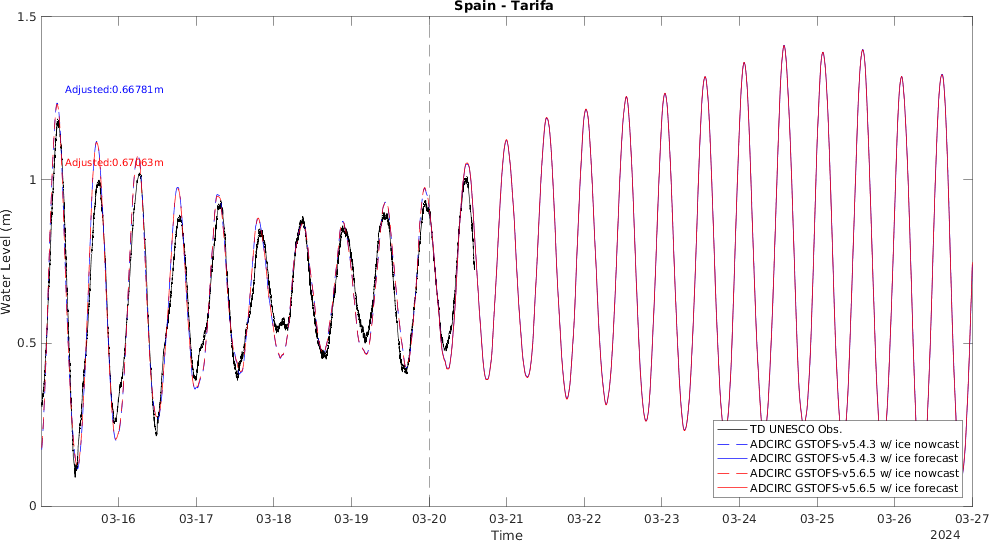 Spain - Tarifa
1.5
Adjusted:0.66781m
Adjusted:0.67063m
1
0.5
0
Water Level (m)
TD UNESCO Obs.
ADCIRC GSTOFS-v5.4.3 w/ ice nowcast
ADCIRC GSTOFS-v5.4.3 w/ ice forecast
ADCIRC GSTOFS-v5.6.5 w/ ice nowcast
ADCIRC GSTOFS-v5.6.5 w/ ice forecast
03-16 03-17 03-18 03-19 03-20 03-21 03-22 03-23 03-24 03-25 03-26 03-27
Time
2024